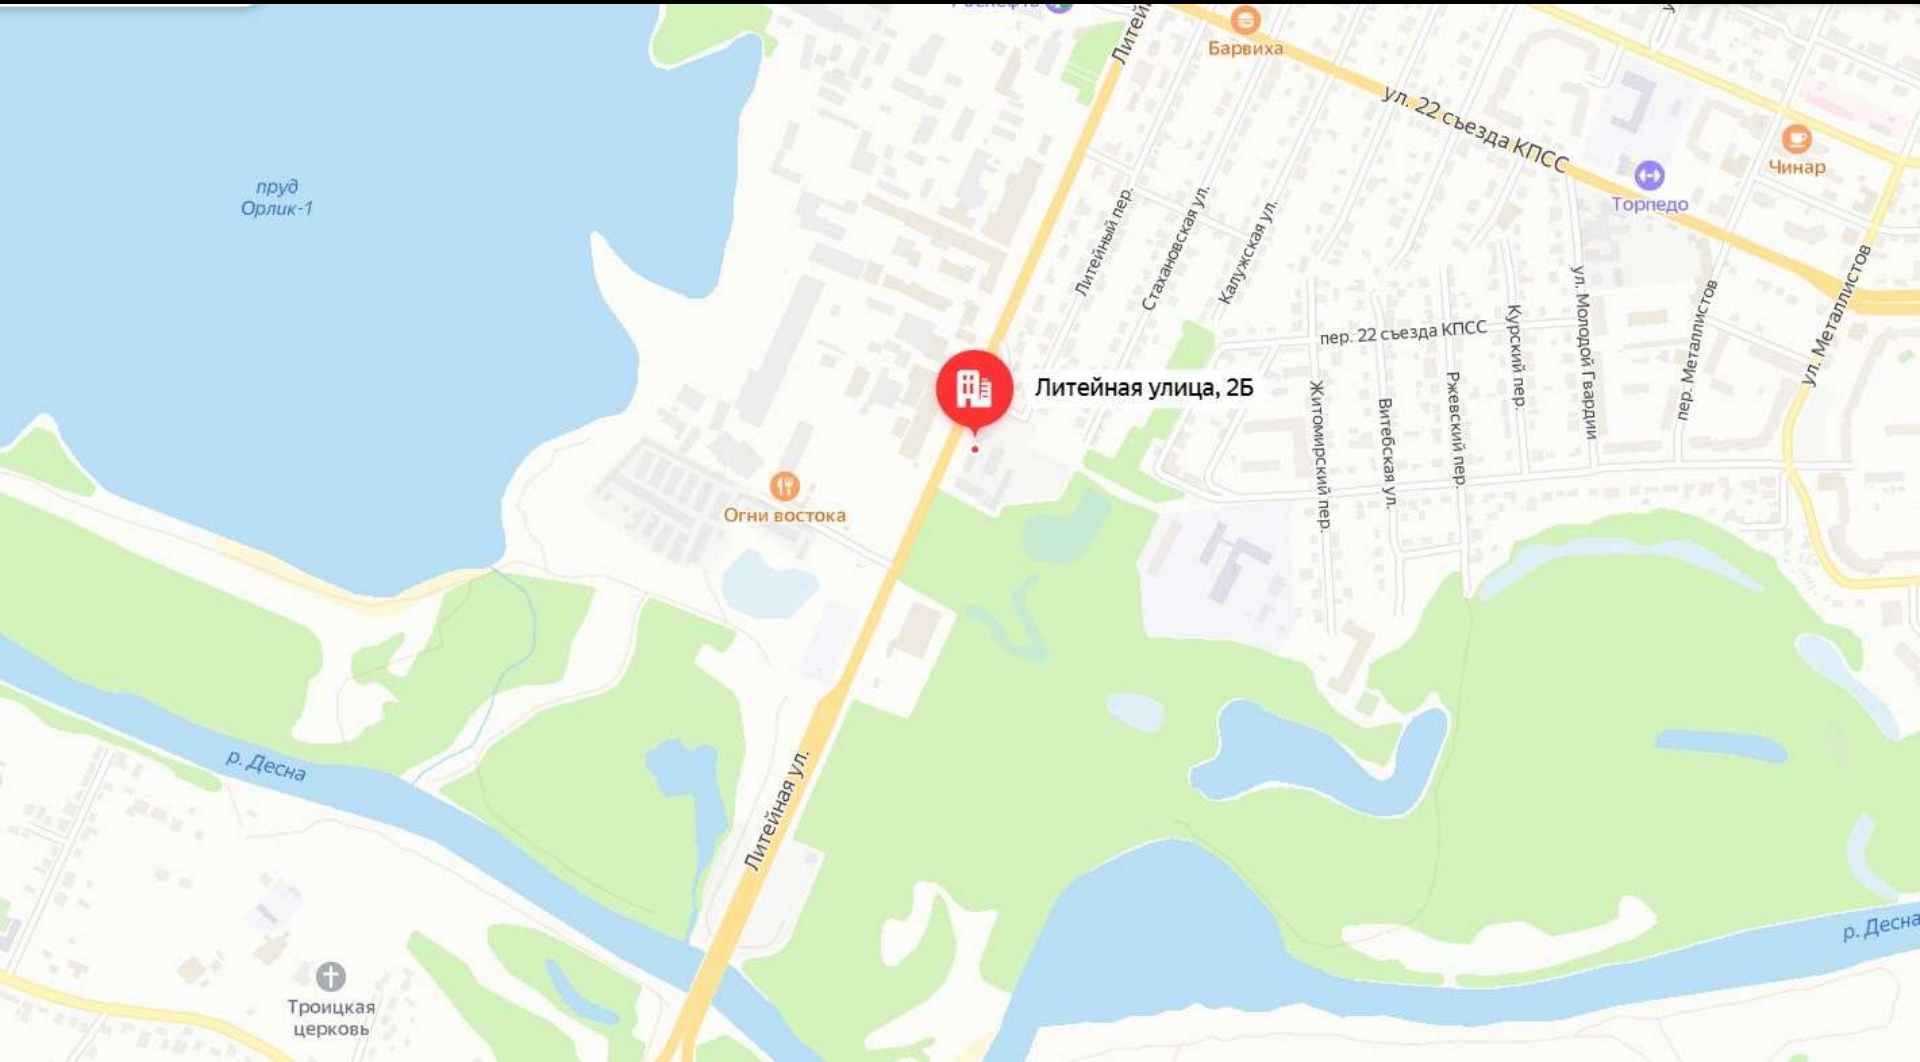 Литейн
Барвиха
ул. 22 съезда КПСС
Чинар
Торпедо
пруд
Орлик-1
Литейный пер.
Стахановская ул.
Калужская ул.
ул. Молодой Гвардии
пер. Металлистов
ул. Металлистов
пер. 22 съезда КПСС
Курский пер.
Литейная улица, 2Б
Житомирский пер.
Витебская ул.
Ржевский пер.
Огни востока
р. Десна
Литейная ул.
р. Десна
Троицкая
церковь